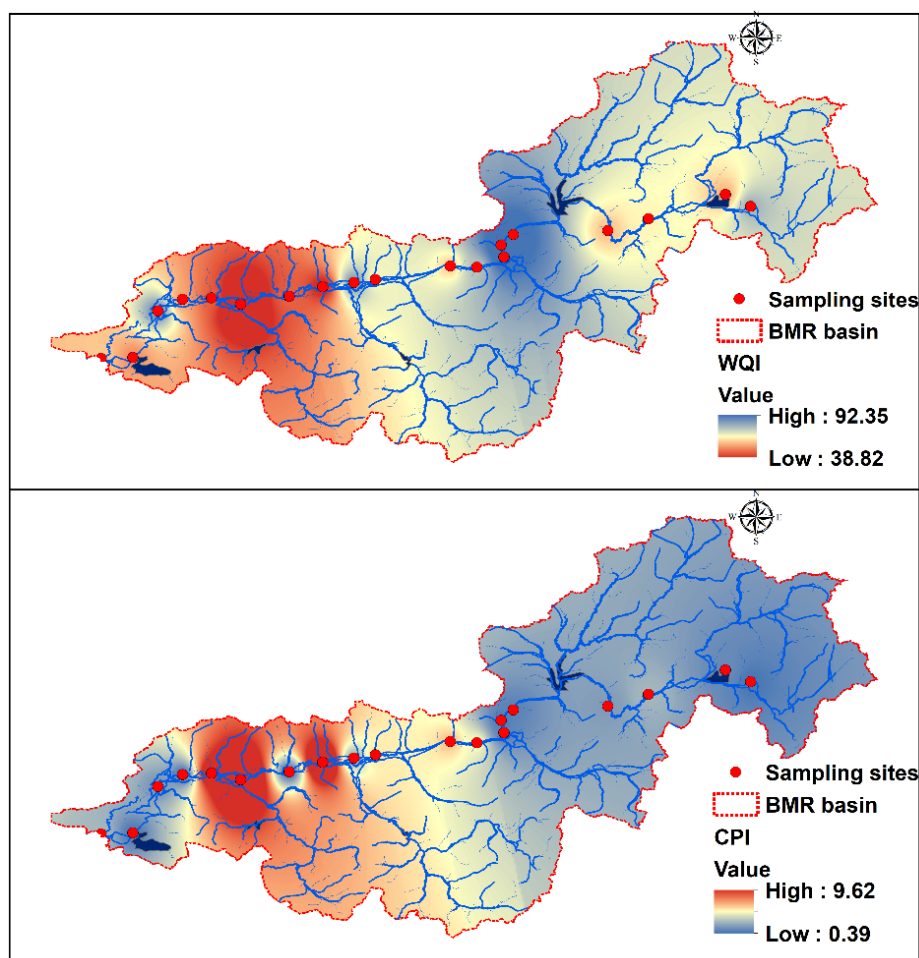 N
W E
S
Sampling sites
BMR basin
WQI
Value
High : 92.35
Low : 38.82
N
W E
S
Sampling sites
BMR basin
CPI
Value
High : 9.62
Low : 0.39